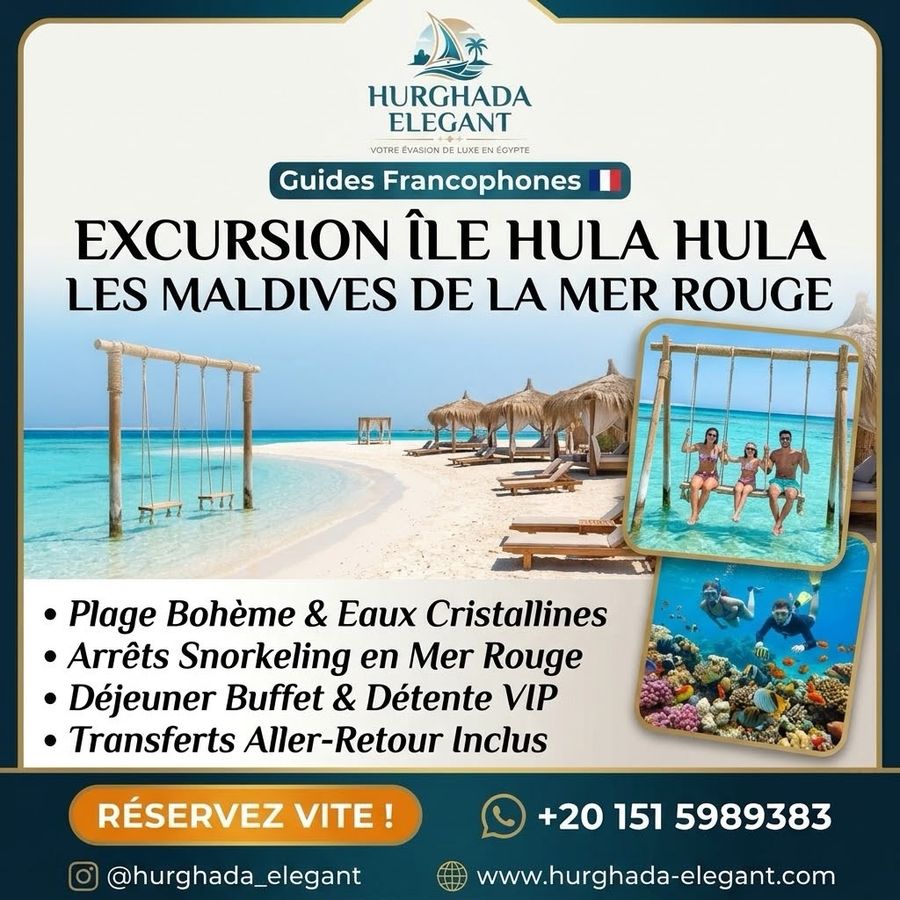 HURGHADA
ELEGANT
VOTRE ÉVASION DE LUXE EN ÉGYPTE
Guides Francophones 🇫🇷
EXCURSION ÎLE HULA HULA
LES MALDIVES DE LA MER ROUGE
• Plage Bohème & Eaux Cristallines
• Arrêts Snorkeling en Mer Rouge
• Déjeuner Buffet & Détente VIP
• Transferts Aller-Retour Inclus
RÉSERVEZ VITE !
+20 151 5989383
@hurghada_elegant
www.hurghada-elegant.com